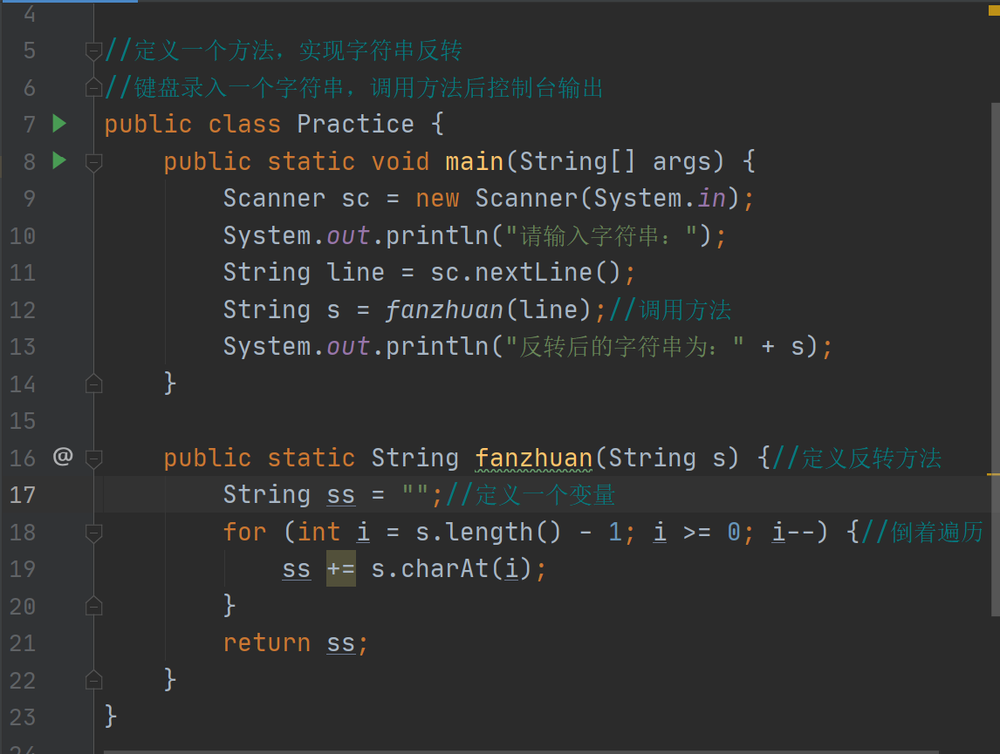 4
5 //定义一个方法，实现字符串反转
6 //键盘录入一个字符串，调用方法后控制台输出
7 public class Practice {
8 public static void main(String[] args) {
9 Scanner sc = new Scanner(System.in);
10 System.out.println("请输入字符串：");
11 String line = sc.nextLine();
12 String s = fanzhuan(line);//调用方法
13 System.out.println("反转后的字符串为：" + s);
14 }
15
16 @ public static String fanzhuan(String s) {//定义反转方法
17 String ss = "";//定义一个变量
18 for (int i = s.length() - 1; i >= 0; i--) {//倒着遍历
19 ss += s.charAt(i);
20 }
21 return ss;
22 }
23 }
24